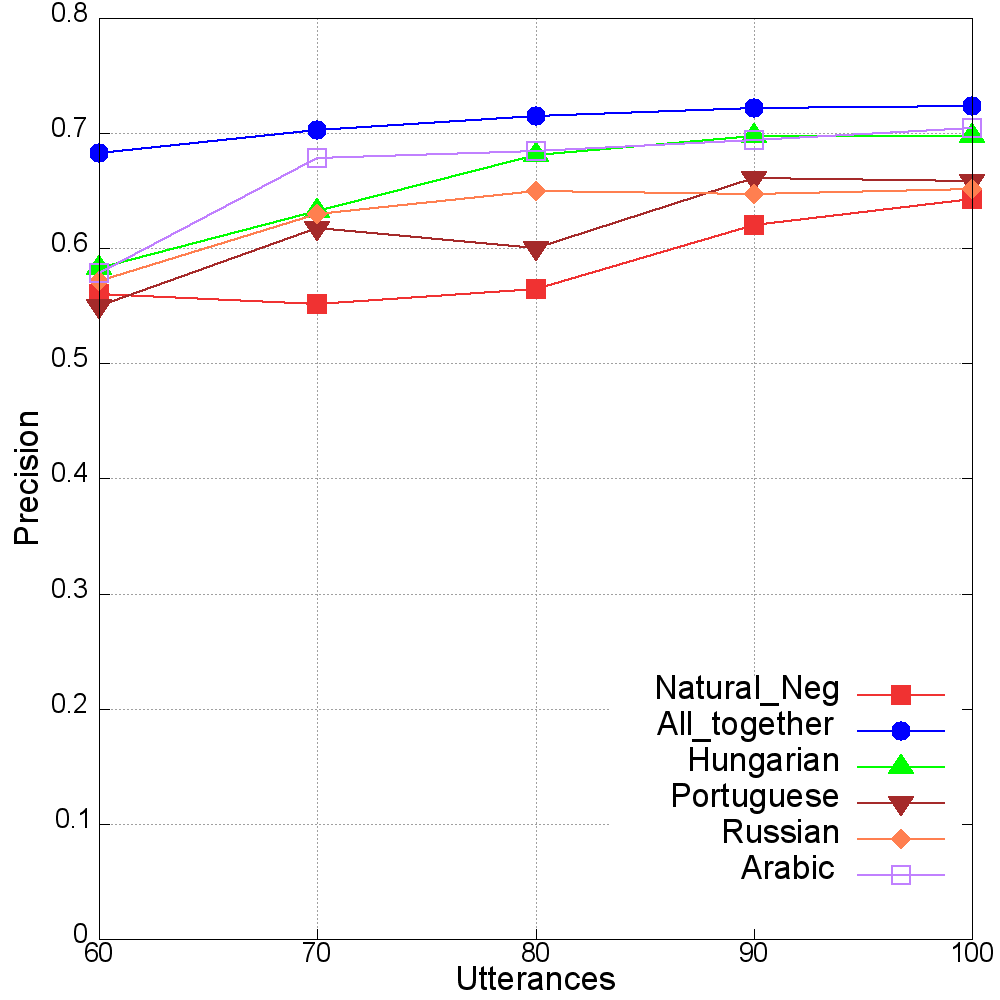 0.8
0.7
0.6
0.5
0.4
0.3
0.2
0.1
0
Precision
60 70 80 90 100
Utterances
Natural_Neg
All_together
Hungarian
Portuguese
Russian
Arabic